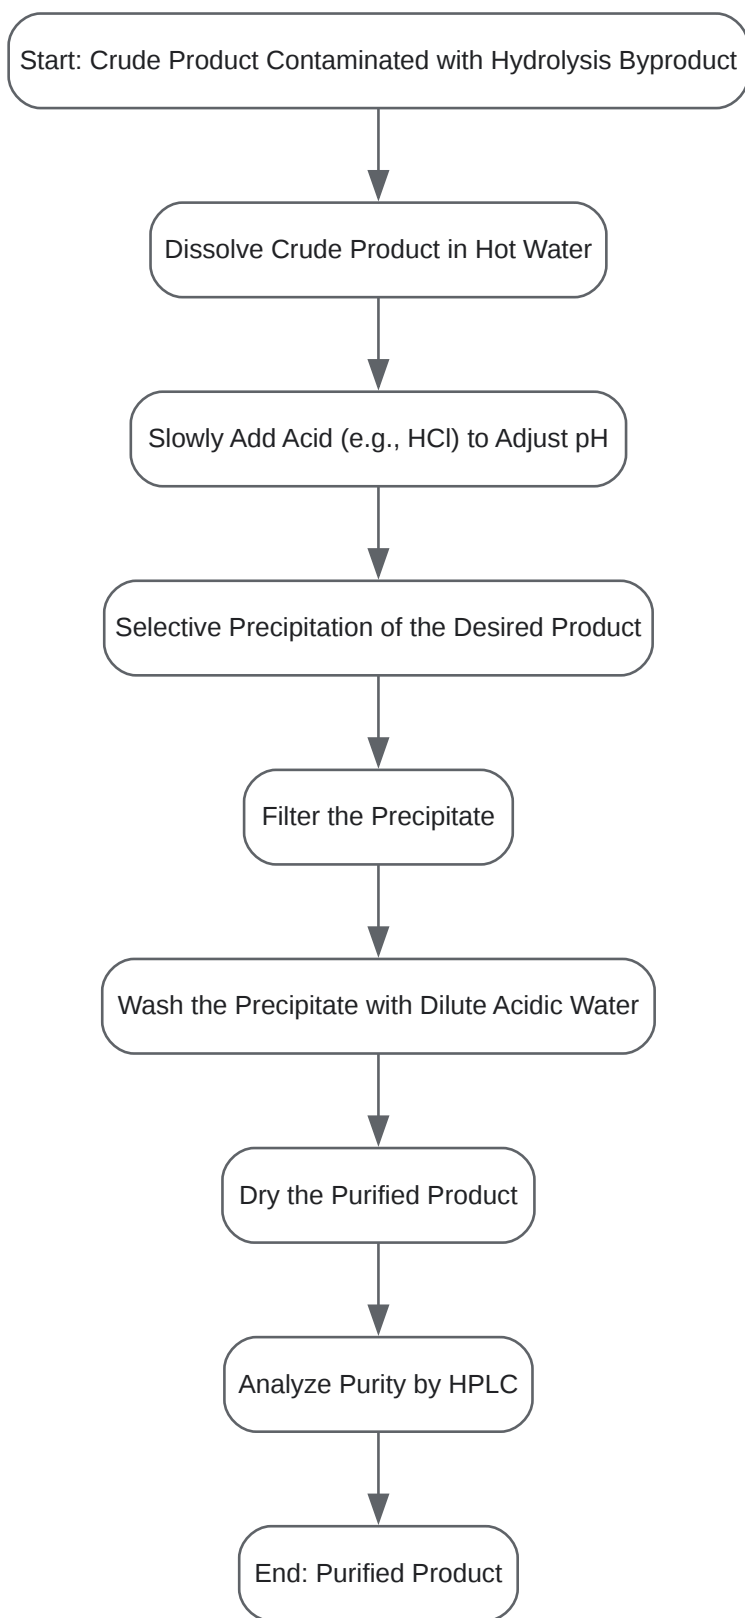 Start: Crude Product Contaminated with Hydrolysis Byproduct
Dissolve Crude Product in Hot Water
Slowly Add Acid (e.g., HCl) to Adjust pH
Selective Precipitation of the Desired Product
Filter the Precipitate
Wash the Precipitate with Dilute Acidic Water
Dry the Purified Product
Analyze Purity by HPLC
End: Purified Product